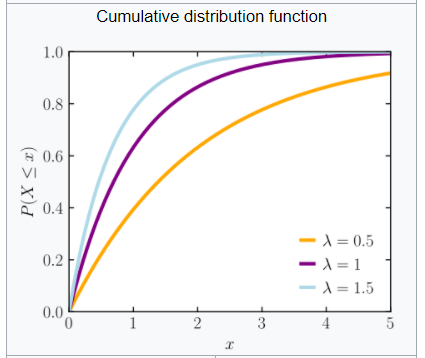 Cumulative distribution function
1.0
0.8
0.6
0.4
0.2
0.0
P(X ≤ x)
λ = 0.5
λ = 1
λ = 1.5
0 1 2 3 4 5
x